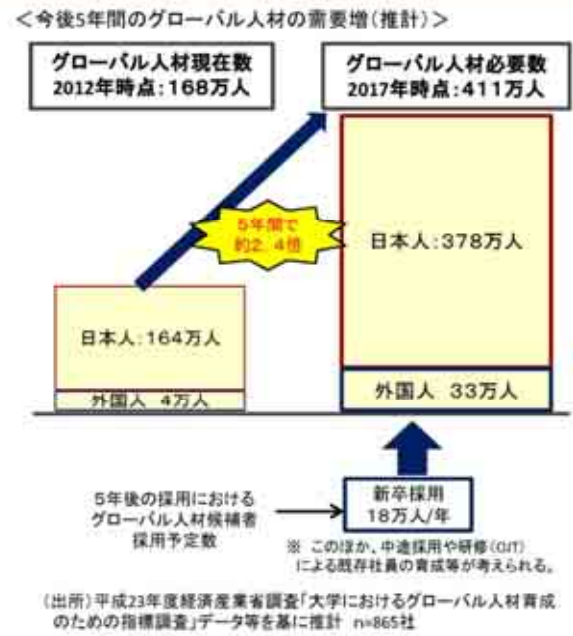 ＜今後5年間のグローバル人材の需要増(推計)＞
グローバル人材現在数
2012年時点:168万人
グローバル人材必要数
2017年時点:411万人
5年間で
約2.4倍
日本人:378万人
日本人:164万人
外国人 4万人
外国人 33万人
5年後の採用における
グローバル人材候補者
採用予定数
新卒採用
18万人/年
※ このほか、中途採用や研修(OJT)
による既存社員の育成等が考えられる。
(出所)平成23年度経済産業省調査「大学におけるグローバル人材育成
のための指標調査」データ等を基に推計 n=865社